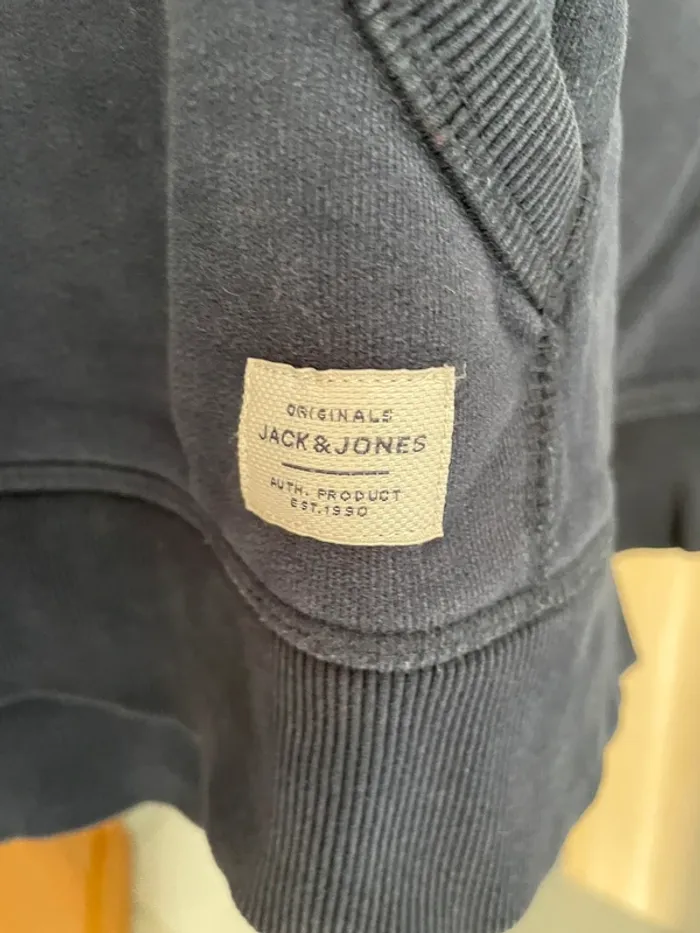 ORIGINALS
JACK & JONES
AUTH. PRODUCT
EST.1990